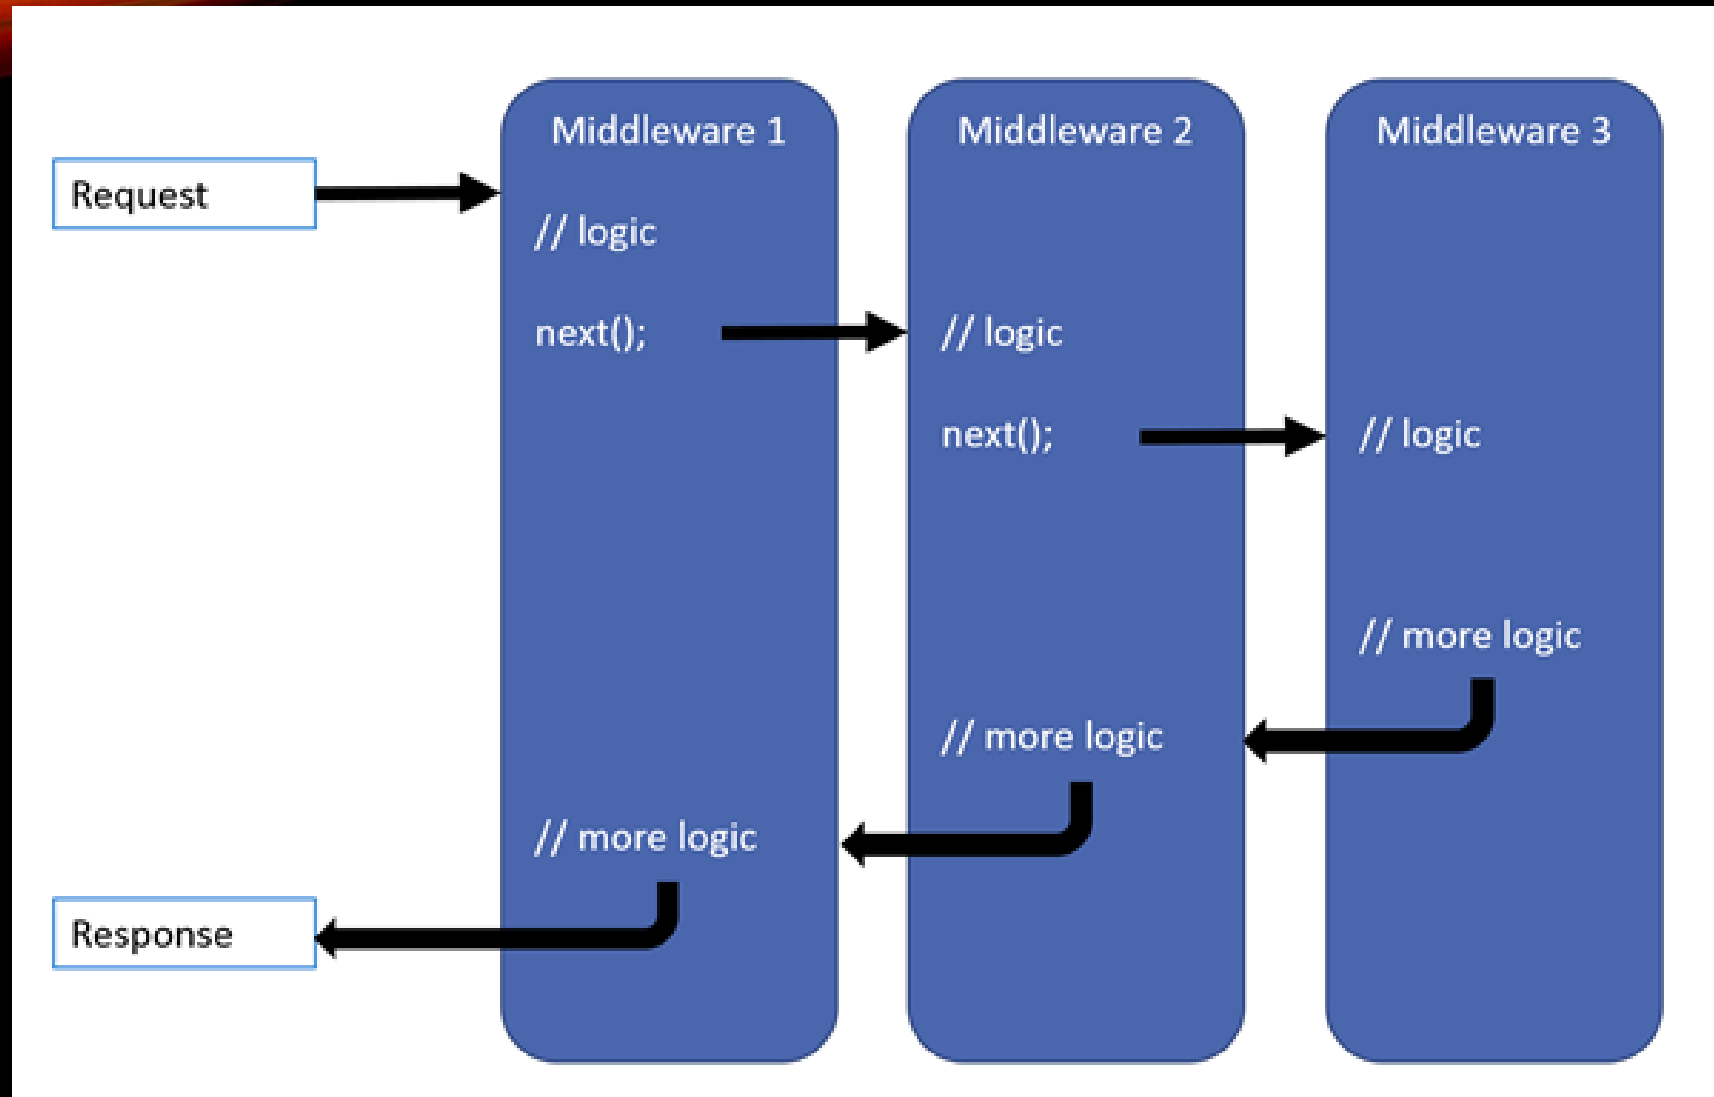 Middleware 1
Middleware 2
Middleware 3
Request
// logic
next();
// logic
next();
// logic
// more logic
// more logic
// more logic
Response